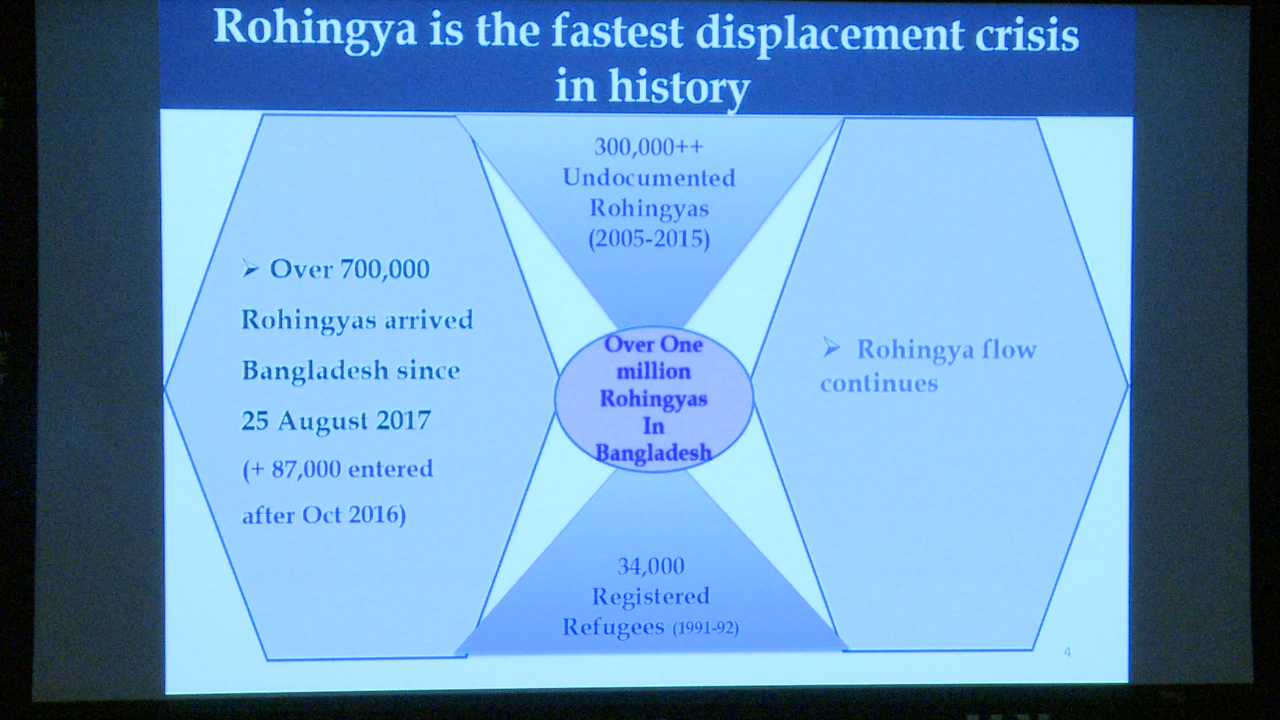 Rohingya is the fastest displacement crisis
in history
300,000++
Undocumented
Rohingyas
(2005-2015)
➢ Over 700,000
Rohingyas arrived
Bangladesh since
25 August 2017
(+ 87,000 entered
after Oct 2016)
Over One
million
Rohingyas
In
Bangladesh
➢ Rohingya flow
continues
34,000
Registered
Refugees (1991-92)
4